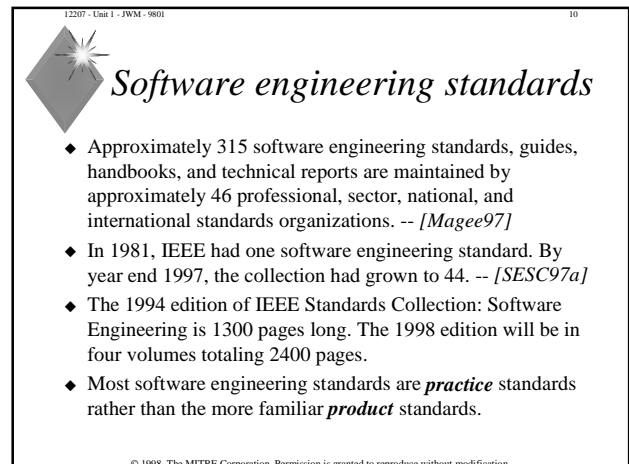 12207 - Unit 1 - JWM - 9801 10
Software engineering standards
◆ Approximately 315 software engineering standards, guides,
handbooks, and technical reports are maintained by
approximately 46 professional, sector, national, and
international standards organizations. -- [Magee97]
◆ In 1981, IEEE had one software engineering standard. By
year end 1997, the collection had grown to 44. -- [SESC97a]
◆ The 1994 edition of IEEE Standards Collection: Software
Engineering is 1300 pages long. The 1998 edition will be in
four volumes totaling 2400 pages.
◆ Most software engineering standards are practice standards
rather than the more familiar product standards.
© 1998, The MITRE Corporation. Permission is granted to reproduce without modification.